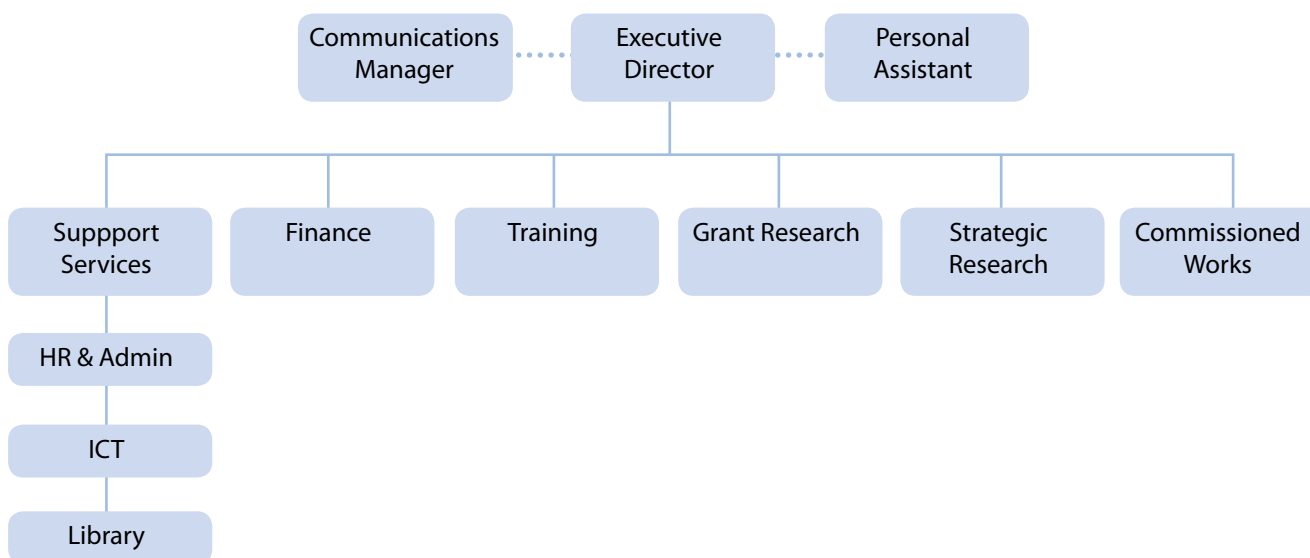 Communications
Manager
Executive
Director
Personal
Assistant
Suppport
Services
Finance
Training
Grant Research
Strategic
Research
Commissioned
Works
HR & Admin
ICT
Library